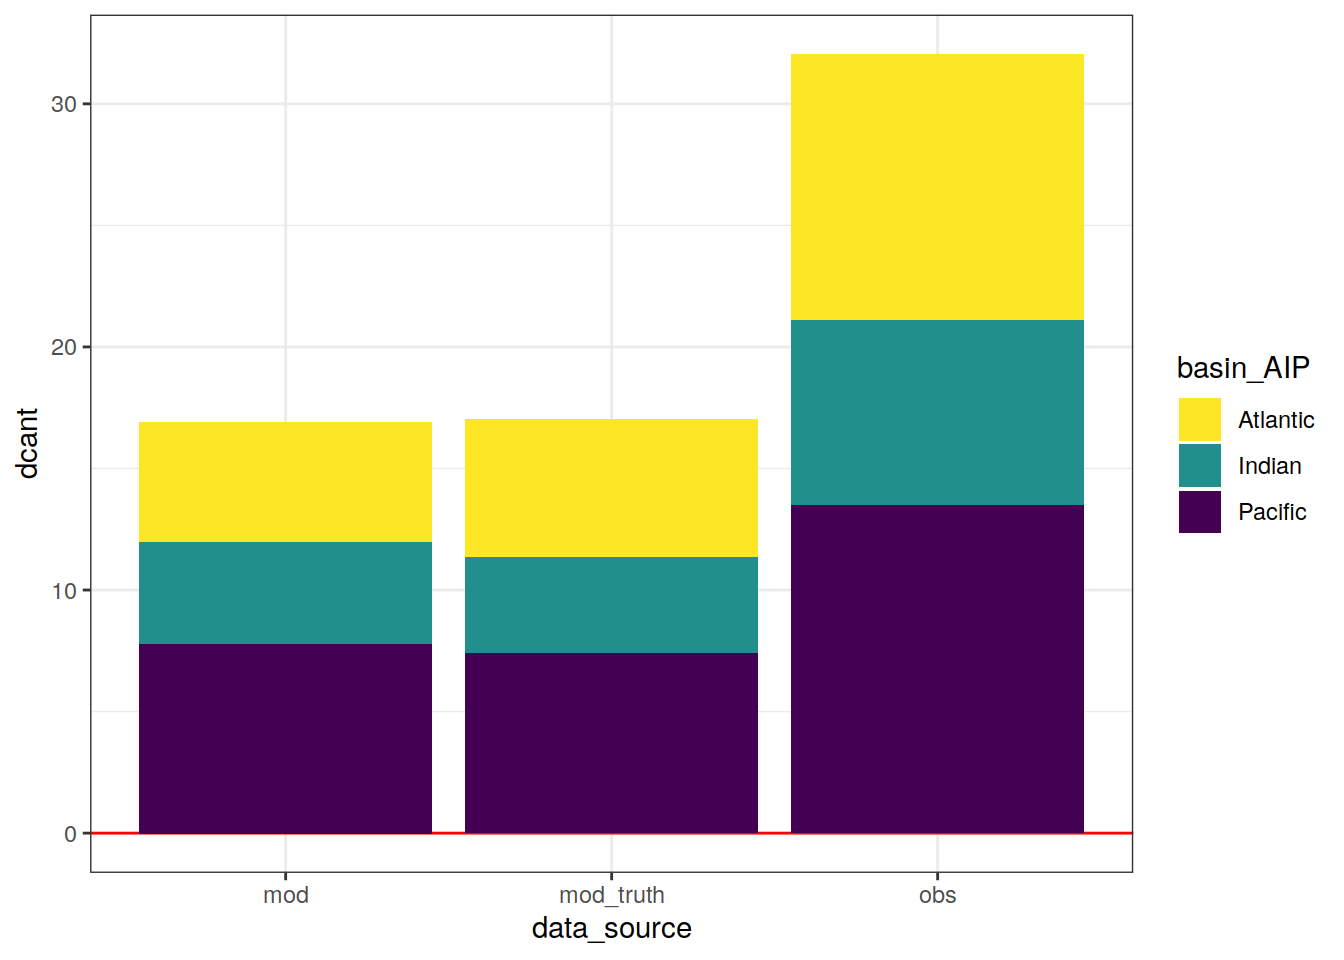 30
20
10
0
dcant
mod
mod_truth
obs
data_source
basin_AIP
Atlantic
Indian
Pacific